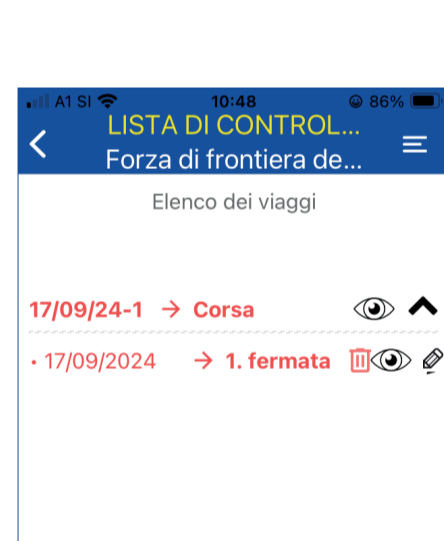 A1 SI 10:48 86%
LISTA DI CONTROL...
Forza di frontiera de...
Elenco dei viaggi
17/09/24-1 → Corsa
• 17/09/2024 → 1. fermata